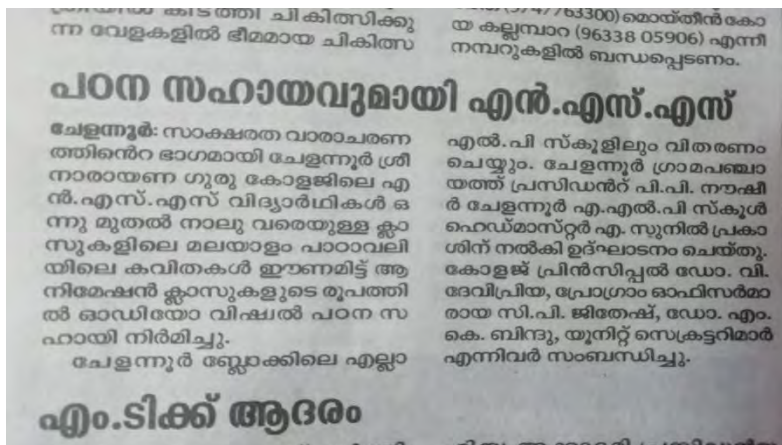 കിടത്തി ചികിത്സിക്കു
ന്ന വേളകളിൽ ഭീമമായ ചികിത്സ
മൊയ്തീൻ കോ
യ കല്ലമ്പാറ (96338 05906) എന്നീ
നമ്പറുകളിൽ ബന്ധപ്പെടണം.
പഠന സഹായവുമായി എൻ.എസ്.എസ്
ചേളന്നൂർ: സാക്ഷരത വാരാചരണ
ത്തിൻെറ ഭാഗമായി ചേളന്നൂർ ശ്രീ
നാരായണ ഗുരു കോളജിലെ എ
ൻ.എസ്.എസ് വിദ്യാർഥികൾ ഒ
ന്നു മുതൽ നാലു വരെയുള്ള ക്ലാ
സുകളിലെ മലയാളം പാഠാവലി
യിലെ കവിതകൾ ഈണമിട്ട് ആ
നിമേഷൻ ക്ലാസുകളുടെ രൂപത്തി
ൽ ഓഡിയോ വിഷ്വൽ പഠന സ
ഹായി നിർമിച്ചു.
ചേളന്നൂർ ബ്ലോക്കിലെ എല്ലാ
എൽ.പി സ്കൂളിലും വിതരണം
ചെയ്യും. ചേളന്നൂർ ഗ്രാമപഞ്ചാ
യത്ത് പ്രസിഡൻറ് പി.പി. നൗഷീ
ർ ചേളന്നൂർ എ.എൽ.പി സ്കൂൾ
ഹെഡ്മാസ്റ്റർ എ. സുനിൽ പ്രകാ
ശിന് നൽകി ഉദ്ഘാടനം ചെയ്തു.
കോളജ് പ്രിൻസിപ്പൽ ഡോ. വി.
ദേവിപ്രിയ, പ്രോഗ്രാം ഓഫിസർമാ
രായ സി.പി. ജിതേഷ്, ഡോ. എം.
കെ. ബിന്ദു, യൂനിറ്റ് സെക്രട്ടറിമാർ
എന്നിവർ സംബന്ധിച്ചു.
എം.ടിക്ക് ആദരം